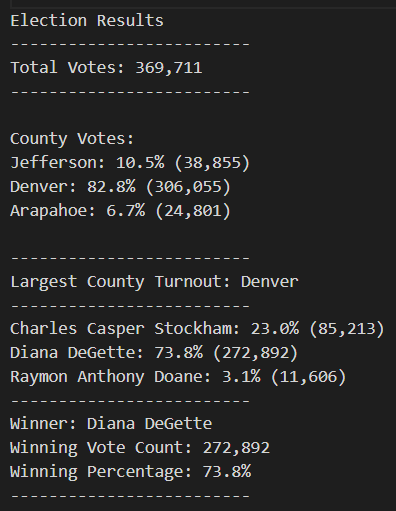 Election Results
-------------------------
Total Votes: 369,711
-------------------------
County Votes:
Jefferson: 10.5% (38,855)
Denver: 82.8% (306,055)
Arapahoe: 6.7% (24,801)
-------------------------
Largest County Turnout: Denver
-------------------------
Charles Casper Stockham: 23.0% (85,213)
Diana DeGette: 73.8% (272,892)
Raymon Anthony Doane: 3.1% (11,606)
-------------------------
Winner: Diana DeGette
Winning Vote Count: 272,892
Winning Percentage: 73.8%
-------------------------